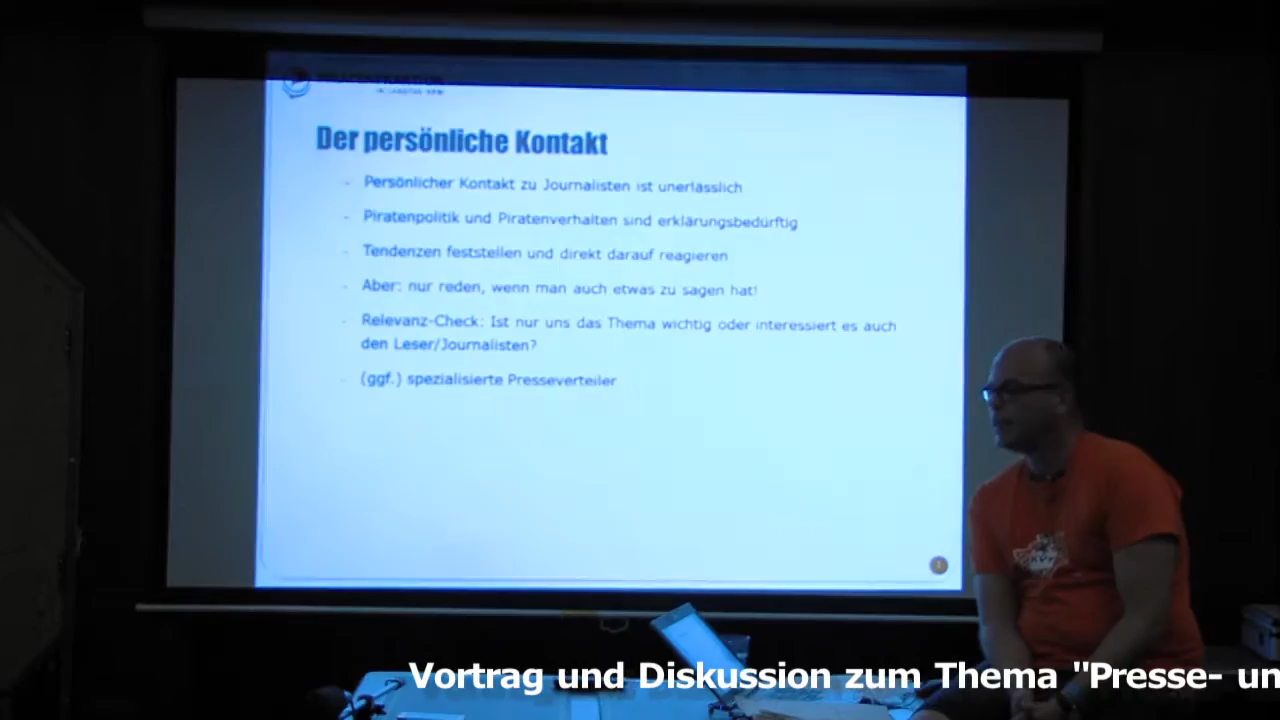 Der persönliche Kontakt
- Persönlicher Kontakt zu Journalisten ist unerlässlich
- Piratenpolitik und Piratenverhalten sind erklärungsbedürftig
- Tendenzen feststellen und direkt darauf reagieren
- Aber: nur reden, wenn man auch etwas zu sagen hat!
- Relevanz-Check: Ist nur uns das Thema wichtig oder interessiert es auch
den Leser/Journalisten?
- (ggf.) spezialisierte Presseverteiler
Vortrag und Diskussion zum Thema "Presse- un